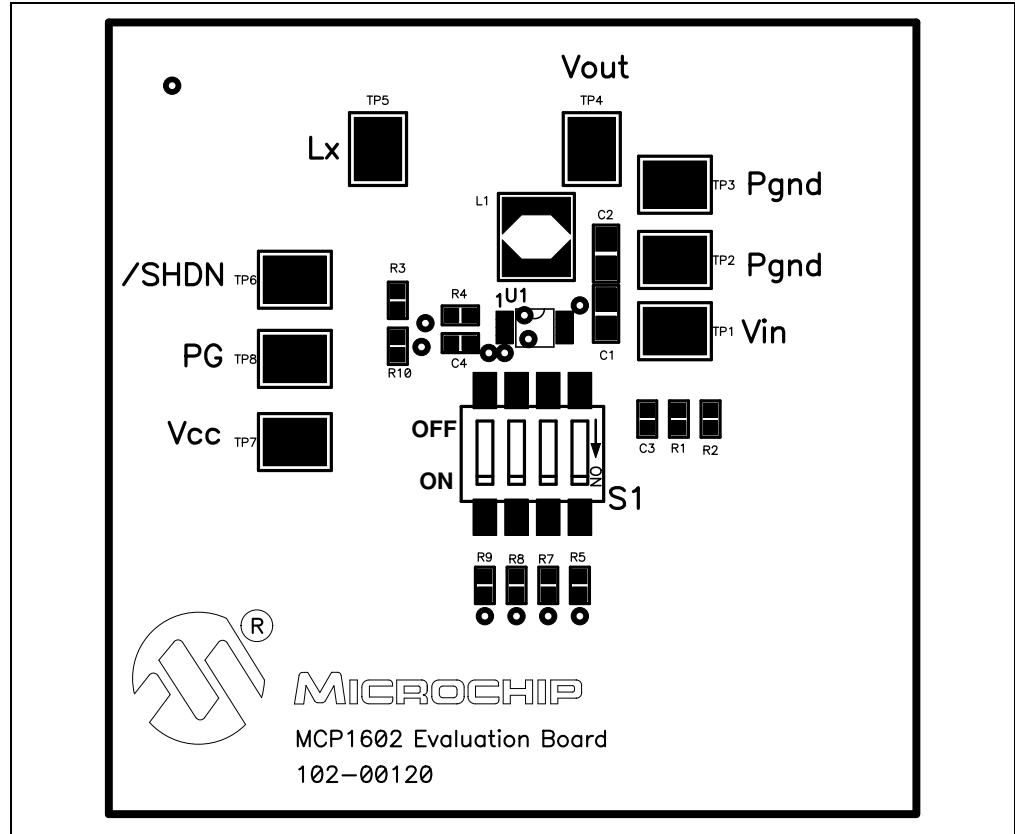 Vout
TP5
TP4
Lx
TP3 Pgnd
L1
C2
/SHDN TP6
R3
TP2 Pgnd
R4
1 U1
TP1 Vin
PG TP8
R10
C4
C1
Vcc TP7
OFF
ON
ON
S1
C3 R1 R2
R9 R8 R7 R5
R
MICROCHIP
MCP1602 Evaluation Board
102-00120